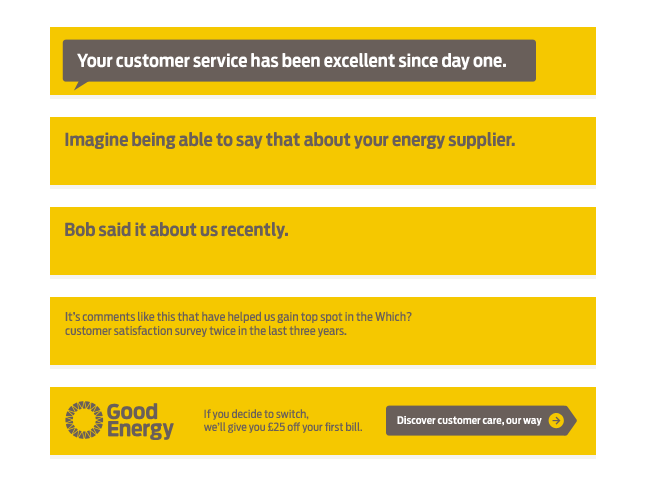 Your customer service has been excellent since day one.
Imagine being able to say that about your energy supplier.
Bob said it about us recently.
It's comments like this that have helped us gain top spot in the Which?
customer satisfaction survey twice in the last three years.
Good
Energy
If you decide to switch,
we'll give you £25 off your first bill.
Discover customer care, our way